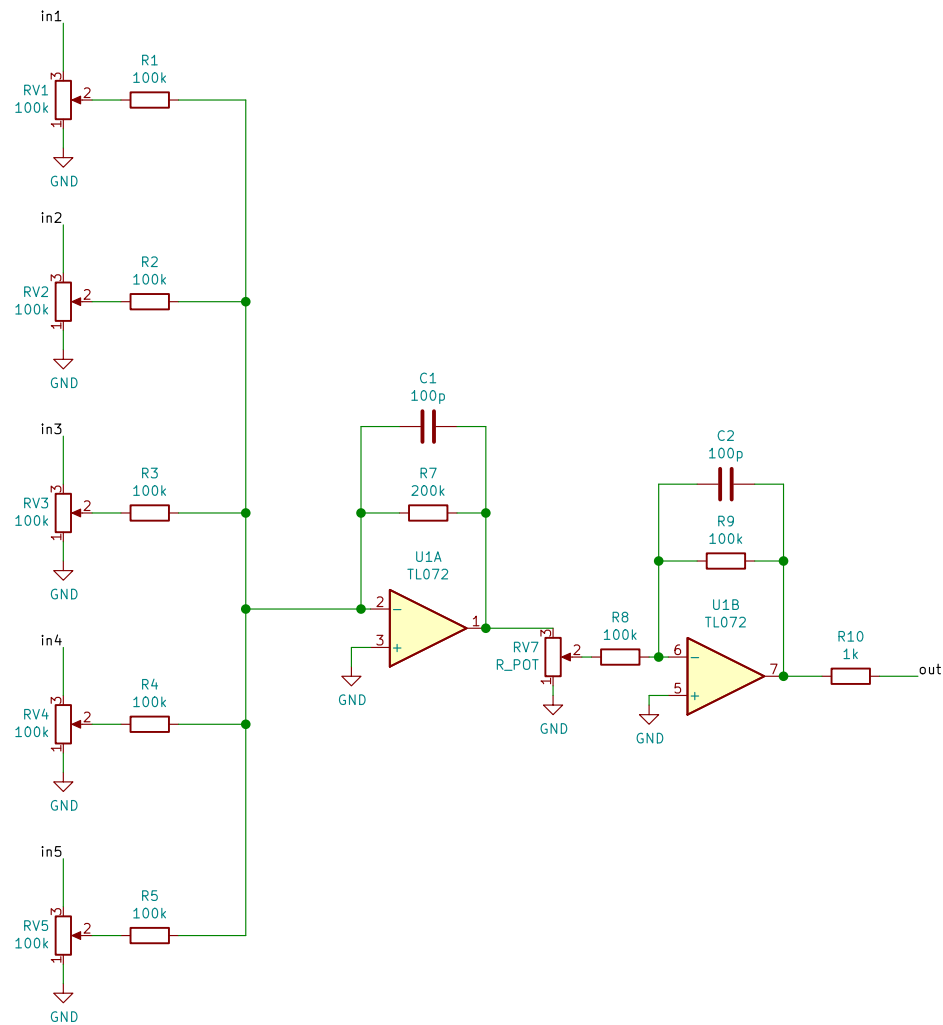 in1
3
RV1
100k
2
1
GND
R1
100k
in2
3
RV2
100k
2
1
GND
R2
100k
in3
3
RV3
100k
2
1
GND
R3
100k
in4
3
RV4
100k
2
1
GND
R4
100k
in5
3
RV5
100k
2
1
GND
R5
100k
C1
100p
R7
200k
U1A
TL072
2
−
3
+
1
GND
3
RV7
R_POT
2
1
GND
R8
100k
C2
100p
R9
100k
U1B
TL072
6
−
5
+
7
GND
R10
1k
out